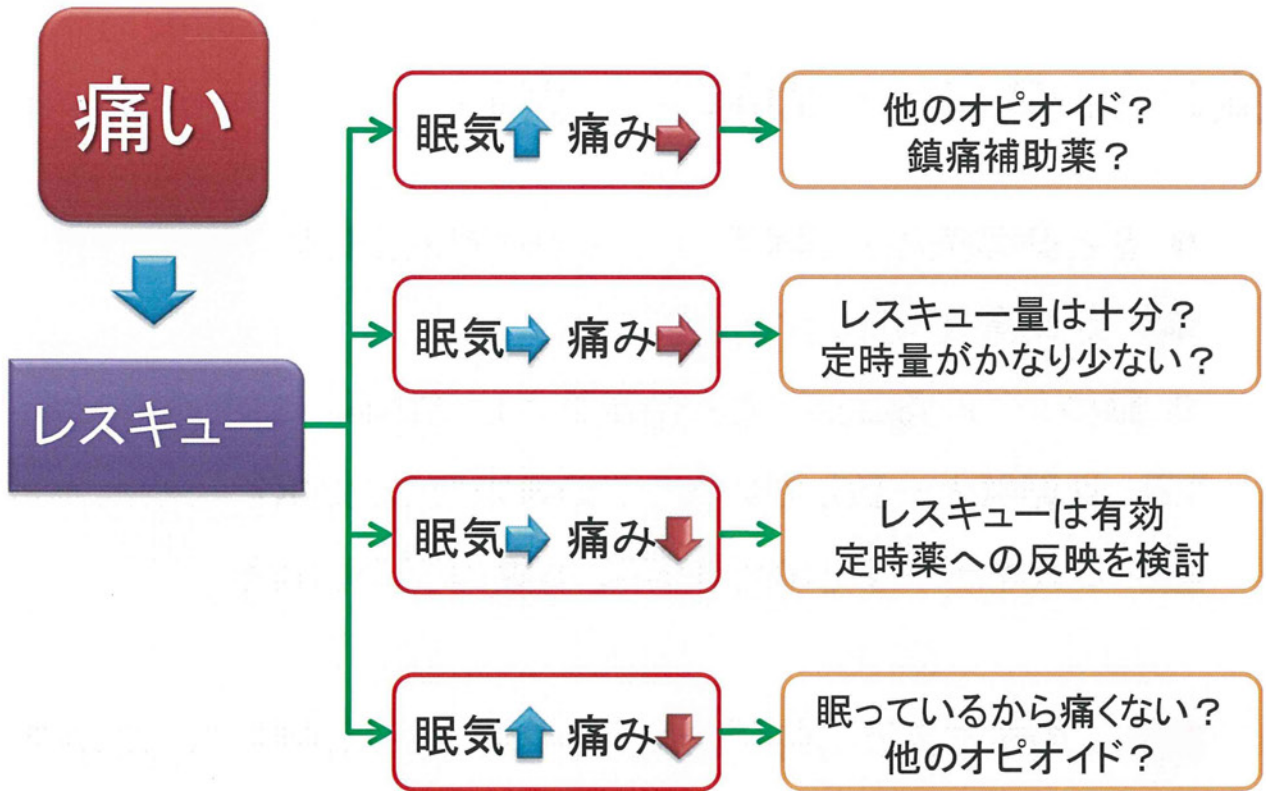 痛い
レスキュー
眠気 痛み
他のオピオイド？
鎮痛補助薬？
眠気 痛み
レスキュー量は十分？
定時量がかなり少ない？
眠気 痛み
レスキューは有効
定時薬への反映を検討
眠気 痛み
眠っているから痛くない？
他のオピオイド？